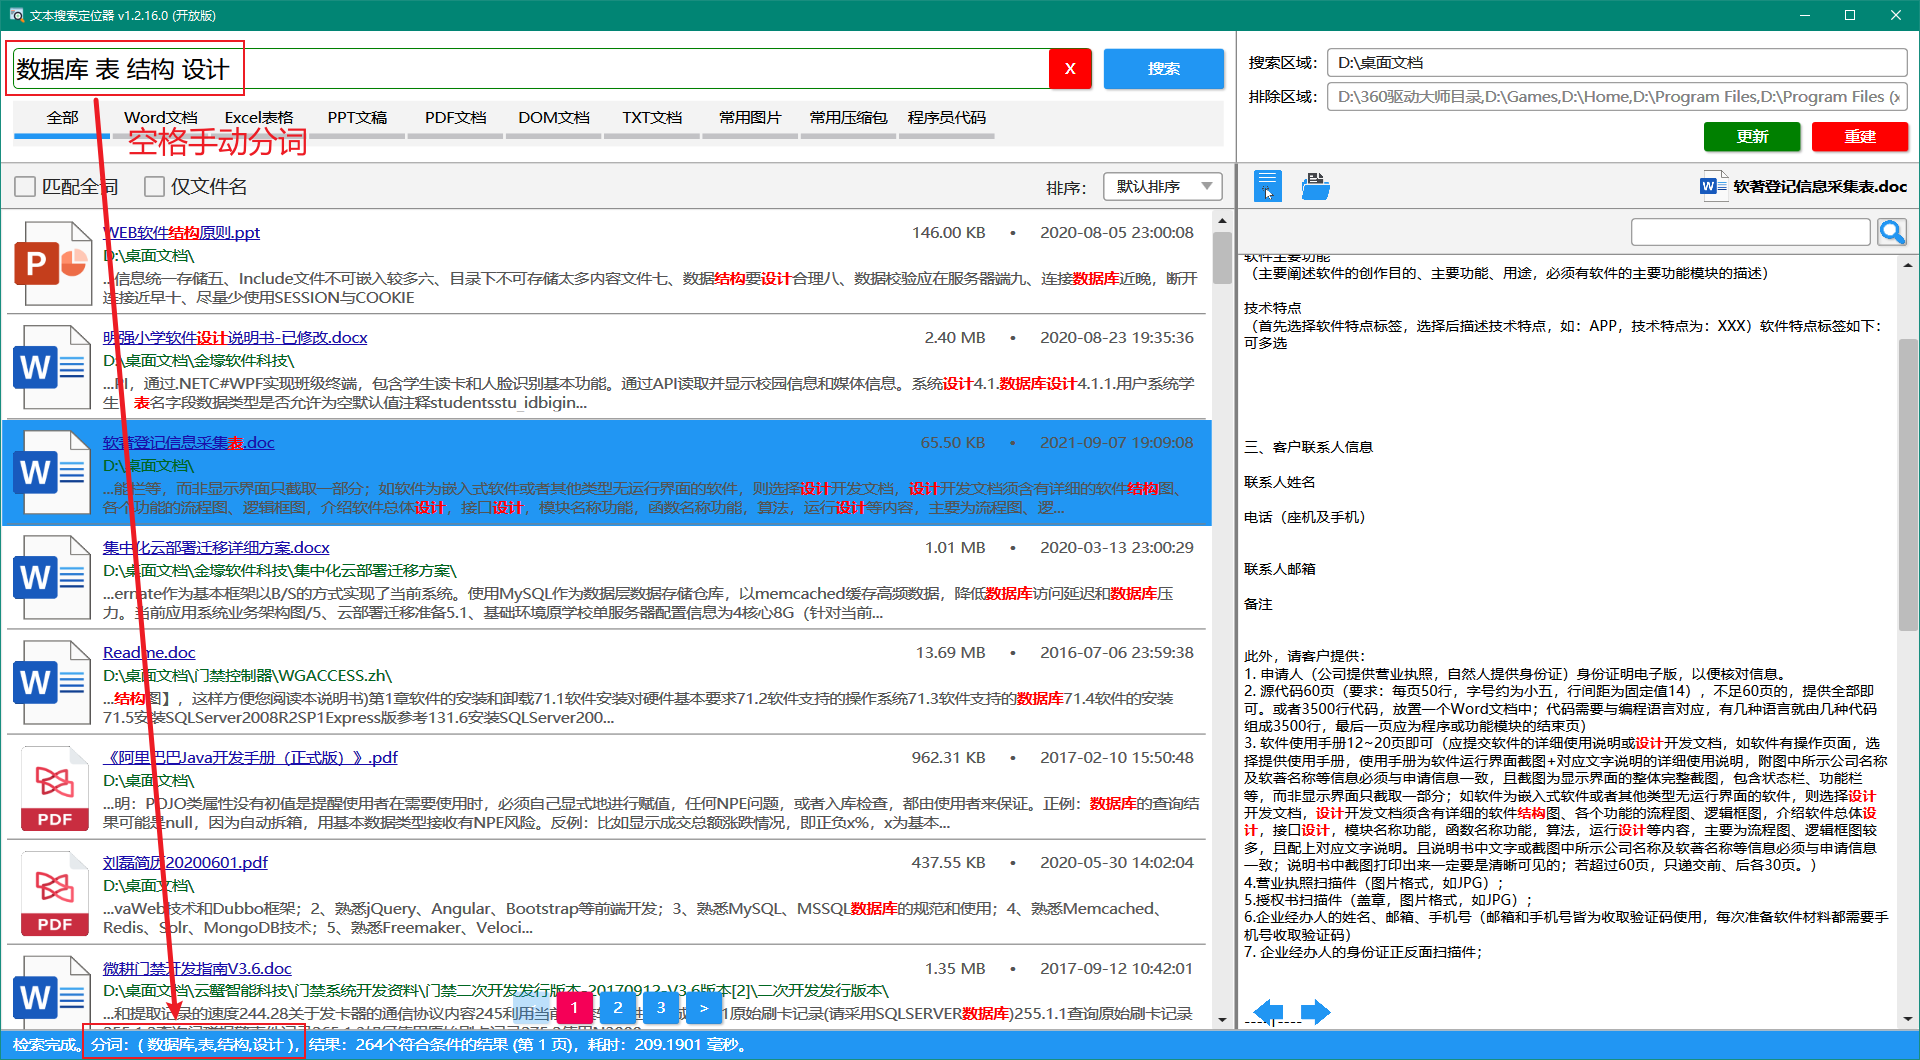 文本搜索定位器 v1.2.16.0 (开放版)
数据库 表 结构 设计
X
搜索
全部
Word文档
Excel表格
PPT文稿
PDF文档
DOM文档
TXT文档
常用图片
常用压缩包
程序员代码
空格手动分词
搜索区域：
D:\桌面文档
排除区域：
D:\360驱动大师目录,D:\Games,D:\Home,D:\Program Files,D:\Program Files (x
更新
重建
匹配全词
仅文件名
排序：
默认排序
WEB软件结构原则.ppt
146.00 KB • 2020-08-05 23:00:08
D:\桌面文档\
...信息统一存储五、Include文件不可嵌入较多六、目录下不可存储太多内容文件七、数据结构要设计合理八、数据校验应在服务器端九、连接数据库近晚，断开
连接近早十、尽量少使用SESSION与COOKIE
明强小学软件设计说明书-已修改.docx
2.40 MB • 2020-08-23 19:35:36
D:\桌面文档\金壕软件科技\
...PI，通过.NETC#WPF实现班级终端，包含学生读卡和人脸识别基本功能。通过API读取并显示校园信息和媒体信息。系统设计4.1.数据库设计4.1.1.用户系统学
生 表名字段数据类型是否允许为空默认值注释studentsstu_idbigin...
软著登记信息采集表.doc
65.50 KB • 2021-09-07 19:09:08
D:\桌面文档\
...能栏等，而非显示界面只截取一部分；如软件为嵌入式软件或者其他类型无运行界面的软件，则选择设计开发文档，设计开发文档须含有详细的软件结构图、
各个功能的流程图、逻辑框图，介绍软件总体设计，接口设计，模块名称功能，函数名称功能，算法，运行设计等内容，主要为流程图、逻...
集中化云部署迁移详细方案.docx
1.01 MB • 2020-03-13 23:00:29
D:\桌面文档\金壕软件科技\集中化云部署迁移方案\
...ernate作为基本框架以B/S的方式实现了当前系统。使用MySQL作为数据层数据存储仓库，以memcached缓存高频数据，降低数据库访问延迟和数据库压
力。当前应用系统业务架构图/5、云部署迁移准备5.1、基础环境原学校单服务器配置信息为4核心8G（针对当前...
Readme.doc
13.69 MB • 2016-07-06 23:59:38
D:\桌面文档\门禁控制器\WGACCESS.zh\
...结构图】，这样方便您阅读本说明书)第1章软件的安装和卸载71.1软件安装对硬件基本要求71.2软件支持的操作系统71.3软件支持的数据库71.4软件的安装
71.5安装SQLServer2008R2SP1Express版参考131.6安装SQLServer200...
《阿里巴巴Java开发手册（正式版）》.pdf
962.31 KB • 2017-02-10 15:50:48
D:\桌面文档\
...明：POJO类属性没有初值是提醒使用者在需要使用时，必须自己显式地进行赋值，任何NPE问题，或者入库检查，都由使用者来保证。正例：数据库的查询结
果可能是null，因为自动拆箱，用基本数据类型接收有NPE风险。反例：比如显示成交总额涨跌情况，即正负x%，x为基本...
PDF
刘磊简历20200601.pdf
437.55 KB • 2020-05-30 14:02:04
D:\桌面文档\
...vaWeb技术和Dubbo框架；2、熟悉jQuery、Angular、Bootstrap等前端开发；3、熟悉MySQL、MSSQL数据库的规范和使用；4、熟悉Memcached、
Redis、Solr、MongoDB技术；5、熟悉Freemaker、Veloci...
PDF
微耕门禁开发指南V3.6.doc
1.35 MB • 2017-09-12 10:42:01
D:\桌面文档\云蟹智能科技\门禁系统开发资料\门禁二次开发发行版本-20170912-V3.6版本[2]\二次开发发行版本\
...和提取记录的速度244.28关于发卡器的通信协议内容245利用当前 1原始刷卡记录(请采用SQLSERVER数据库)255.1.1查询原始刷卡记录
1 2 3 >
检索完成。分词：( 数据库,表,结构,设计 )，结果：264个符合条件的结果 (第 1 页)，耗时：209.1901 毫秒。
软著登记信息采集表.doc
软件主要功能
（主要阐述软件的创作目的、主要功能、用途，必须有软件的主要功能模块的描述）
技术特点
（首先选择软件特点标签，选择后描述技术特点，如：APP，技术特点为：XXX）软件特点标签如下：
可多选
三、客户联系人信息
联系人姓名
电话（座机及手机）
联系人邮箱
备注
此外，请客户提供：
1. 申请人（公司提供营业执照，自然人提供身份证）身份证明电子版，以便核对信息。
2. 源代码60页（要求：每页50行，字号约为小五，行间距为固定值14），不足60页的，提供全部即
可。或者3500行代码，放置一个Word文档中；代码需要与编程语言对应，有几种语言就由几种代码
组成3500行，最后一页应为程序或功能模块的结束页）
3. 软件使用手册12~20页即可（应提交软件的详细使用说明或设计开发文档，如软件有操作页面，选
择提供使用手册，使用手册为软件运行界面截图+对应文字说明的详细使用说明，附图中所示公司名称
及软著名称等信息必须与申请信息一致，且截图为显示界面的整体完整截图，包含状态栏、功能栏
等，而非显示界面只截取一部分；如软件为嵌入式软件或者其他类型无运行界面的软件，则选择设计
开发文档，设计开发文档须含有详细的软件结构图、各个功能的流程图、逻辑框图，介绍软件总体设
计，接口设计，模块名称功能，函数名称功能，算法，运行设计等内容，主要为流程图、逻辑框图较
多，且配上对应文字说明。且说明书中文字或截图中所示公司名称及软著名称等信息必须与申请信息
一致；说明书中截图打印出来一定要是清晰可见的；若超过60页，只递交前、后各30页。）
4.营业执照扫描件（图片格式，如JPG）；
5.授权书扫描件（盖章，图片格式，如JPG）；
6.企业经办人的姓名、邮箱、手机号（邮箱和手机号皆为收取验证码使用，每次准备软件材料都需要手
机号收取验证码）
7. 企业经办人的身份证正反面扫描件；